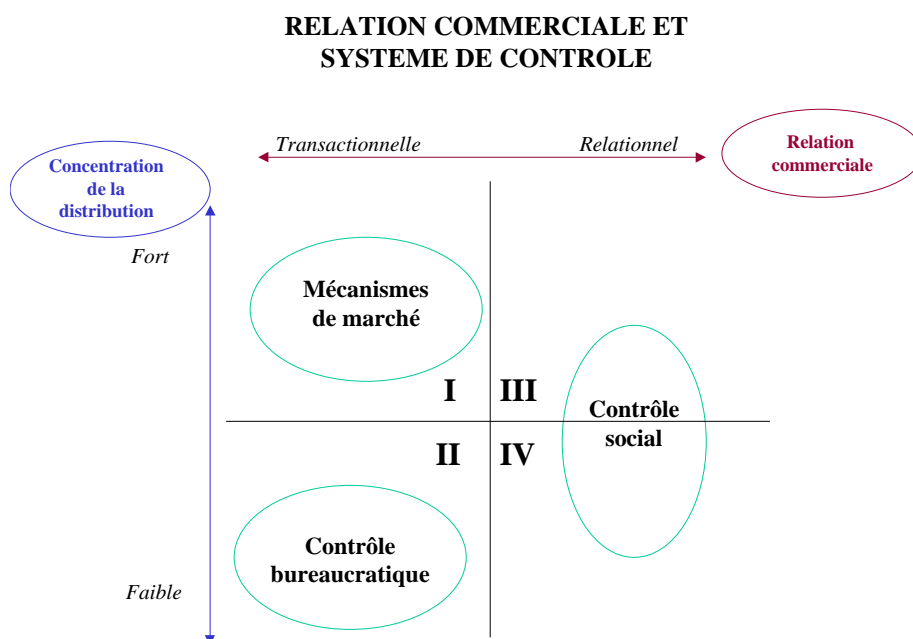 RELATION COMMERCIALE ET
SYSTEME DE CONTROLE
Transactionnelle
Relationnel
Relation
commerciale
Concentration
de la
distribution
Fort
Mécanismes
de marché
I
III
Contrôle
social
II
IV
Contrôle
bureaucratique
Faible